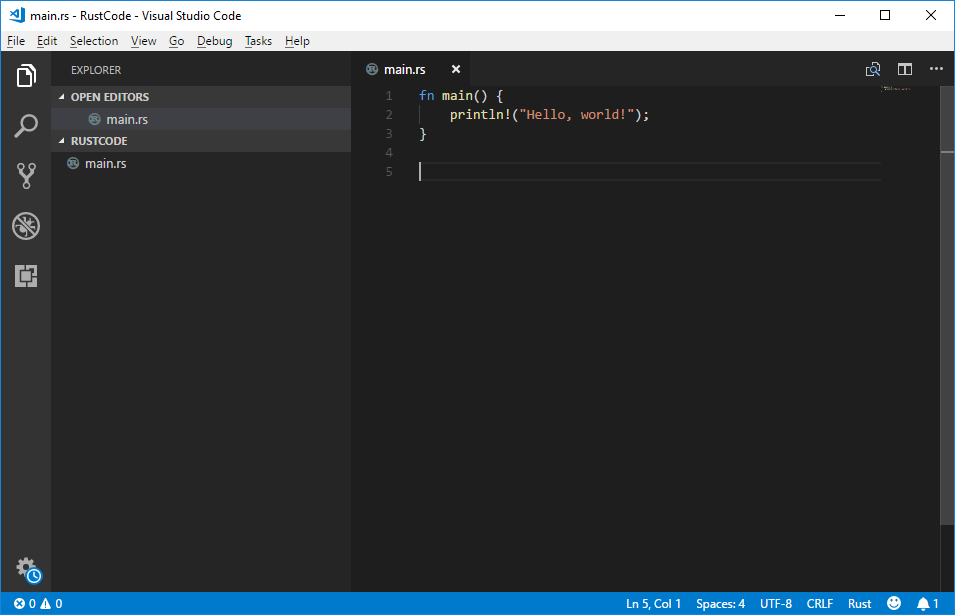 main.rs - RustCode - Visual Studio Code
File Edit Selection View Go Debug Tasks Help
EXPLORER
OPEN EDITORS
main.rs
RUSTCODE
main.rs
main.rs
1 fn main() {
2 println!("Hello, world!");
3 }
4
5
0 0 Ln 5, Col 1 Spaces: 4 UTF-8 CRLF Rust 1